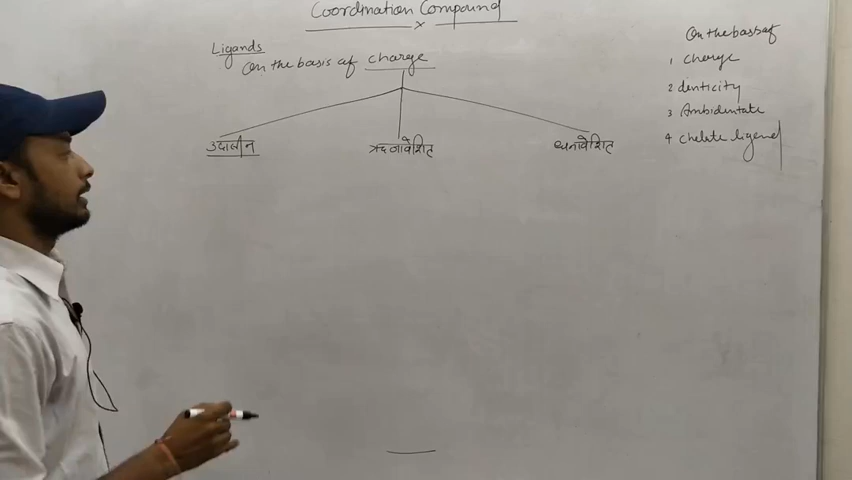 Coordination Compound
x
Ligands
On the basis of charge
उदासीन
ऋणावेशित
धनावेशित
On the basis of
1 charge
2 denticity
3 Ambidentate
4 chelate ligand